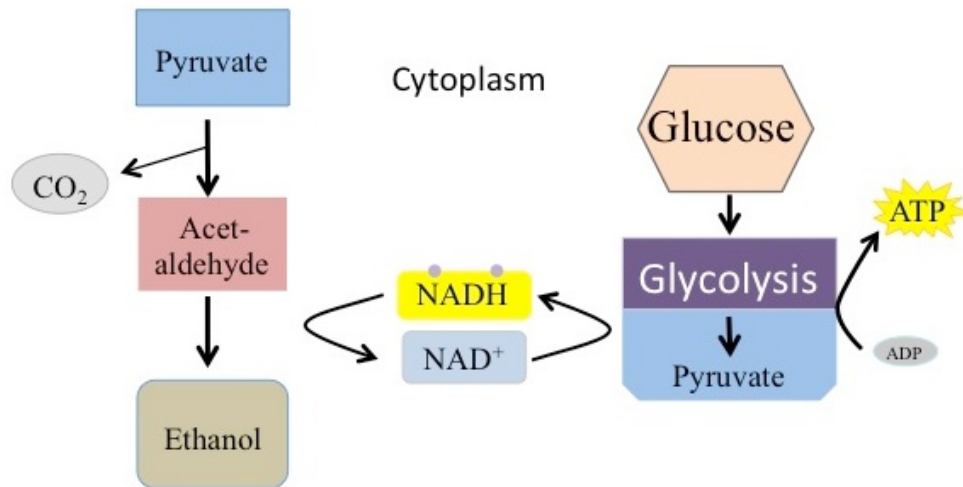 Pyruvate
Cytoplasm
Glucose
CO₂
ATP
Acet-
aldehyde
Glycolysis
NADH
NAD⁺
ADP
Pyruvate
Ethanol